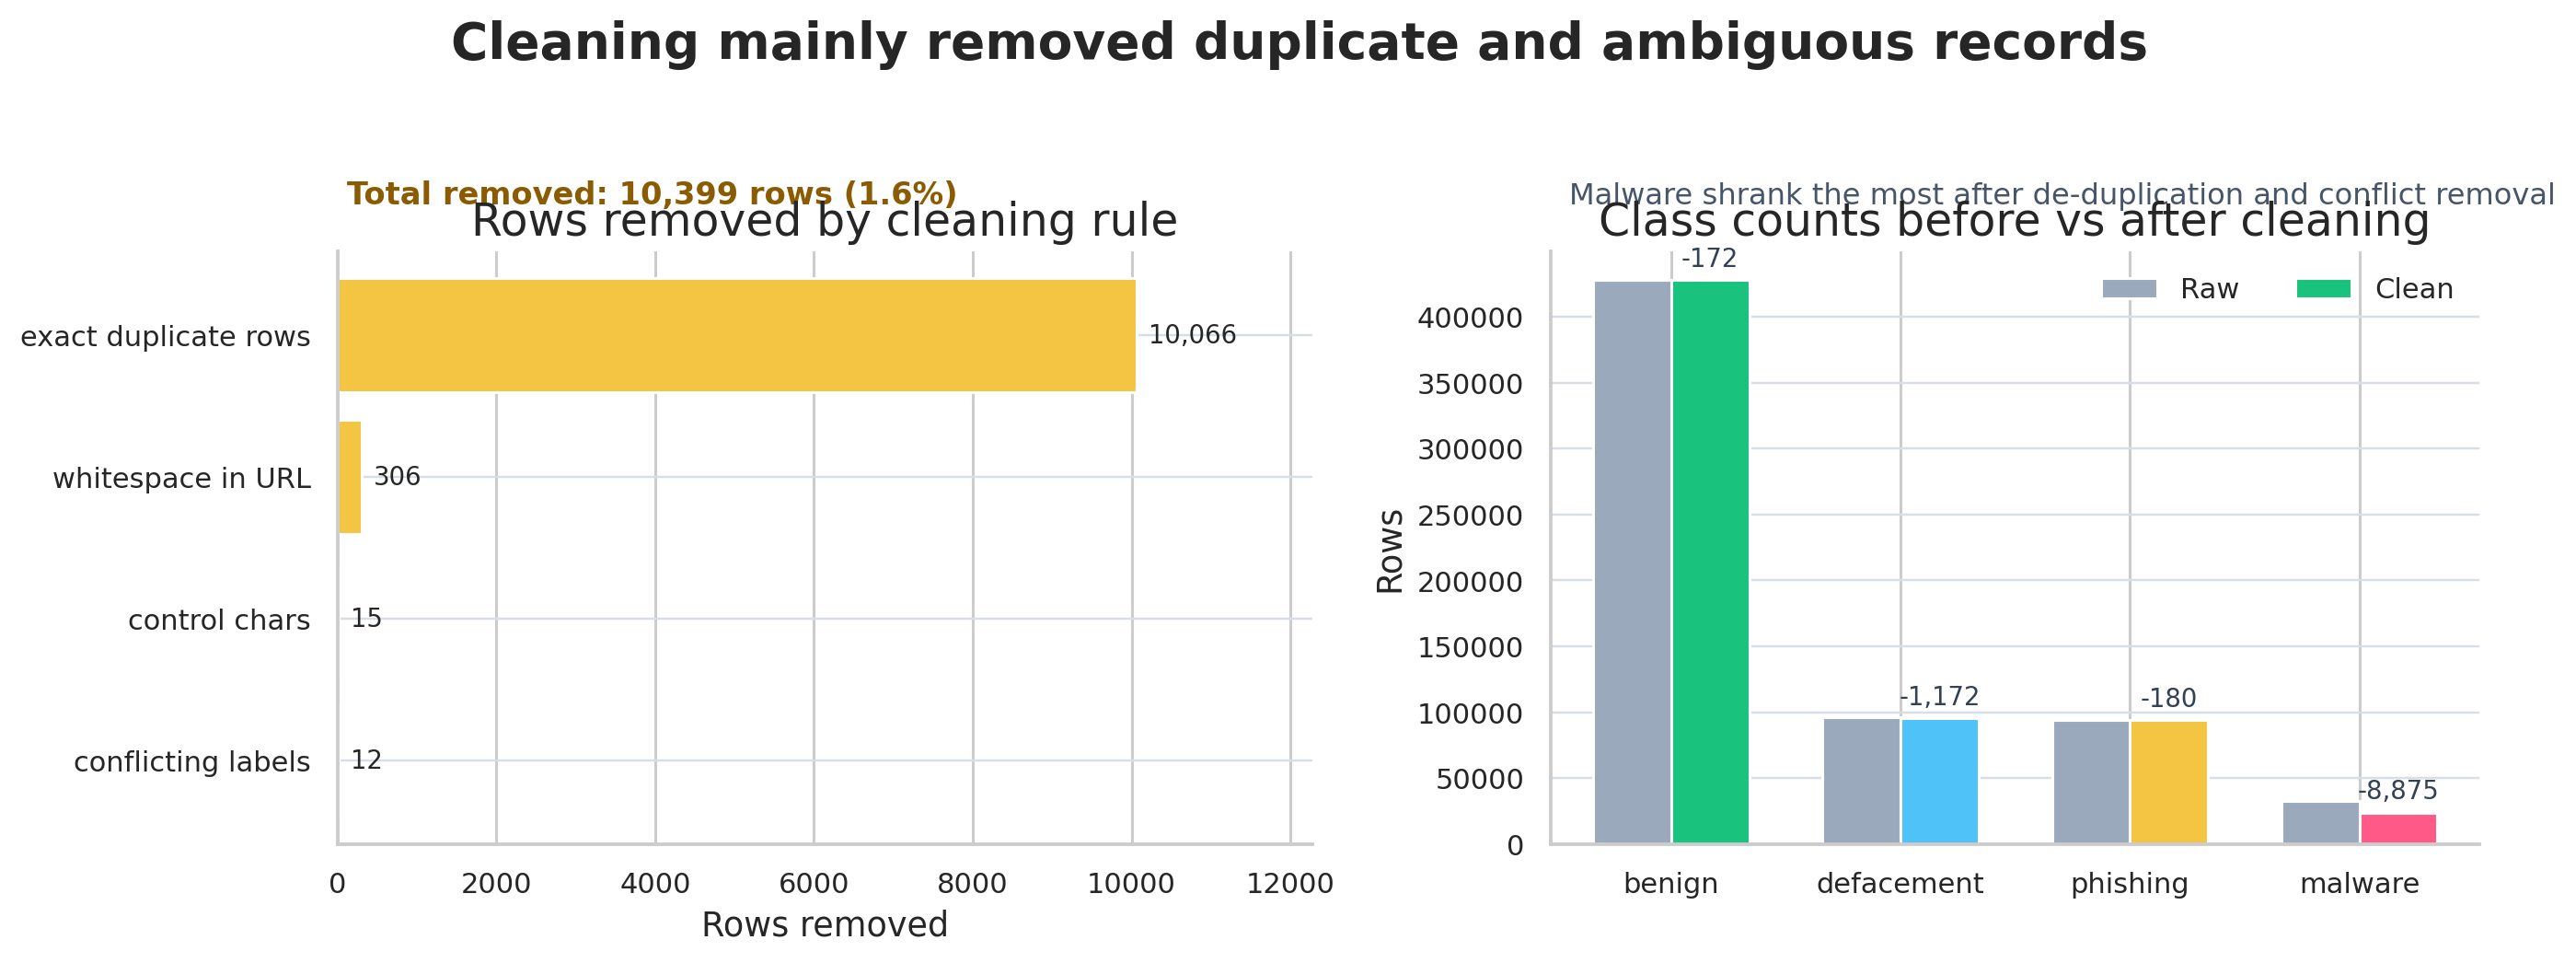 Cleaning mainly removed duplicate and ambiguous records
Total removed: 10,399 rows (1.6%)
Rows removed by cleaning rule
exact duplicate rows
10,066
whitespace in URL
306
control chars
15
conflicting labels
12
0 2000 4000 6000 8000 10000 12000
Rows removed
Malware shrank the most after de-duplication and conflict removal
Class counts before vs after cleaning
Raw Clean
Rows
400000
350000
300000
250000
200000
150000
100000
50000
0
-172
-1,172
-180
-8,875
benign defacement phishing malware